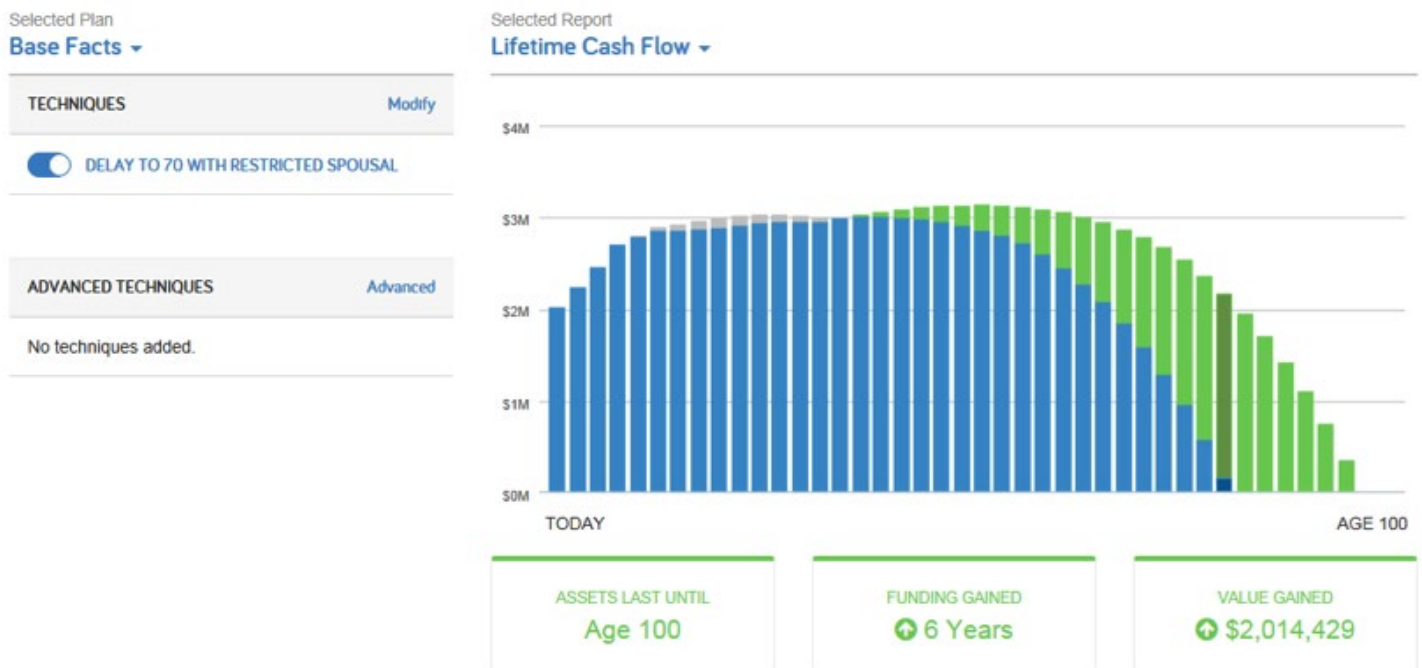 Selected Plan
Base Facts
TECHNIQUES
Modify
DELAY TO 70 WITH RESTRICTED SPOUSAL
ADVANCED TECHNIQUES
Advanced
No techniques added.
Selected Report
Lifetime Cash Flow
$4M
$3M
$2M
$1M
$0M
TODAY
AGE 100
ASSETS LAST UNTIL
Age 100
FUNDING GAINED
6 Years
VALUE GAINED
$2,014,429